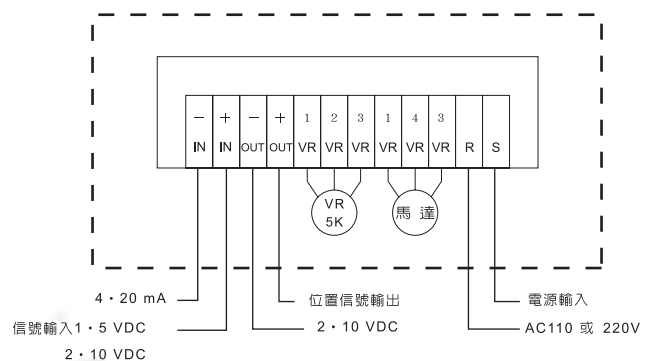 − + − + 1 2 3 1 4 3
IN IN OUT OUT VR VR VR VR VR VR R S
VR
5K
馬達
4・20 mA
信號輸入1・5 VDC
2・10 VDC
位置信號輸出
2・10 VDC
電源輸入
AC110 或 220V